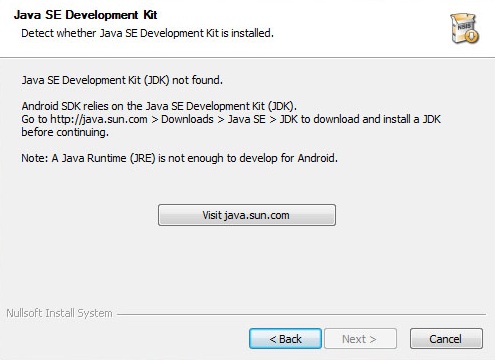 Java SE Development Kit
Detect whether Java SE Development Kit is installed.
Java SE Development Kit (JDK) not found.
Android SDK relies on the Java SE Development Kit (JDK).
Go to http://java.sun.com > Downloads > Java SE > JDK to download and install a JDK
before continuing.
Note: A Java Runtime (JRE) is not enough to develop for Android.
Visit java.sun.com
Nullsoft Install System
< Back
Next >
Cancel